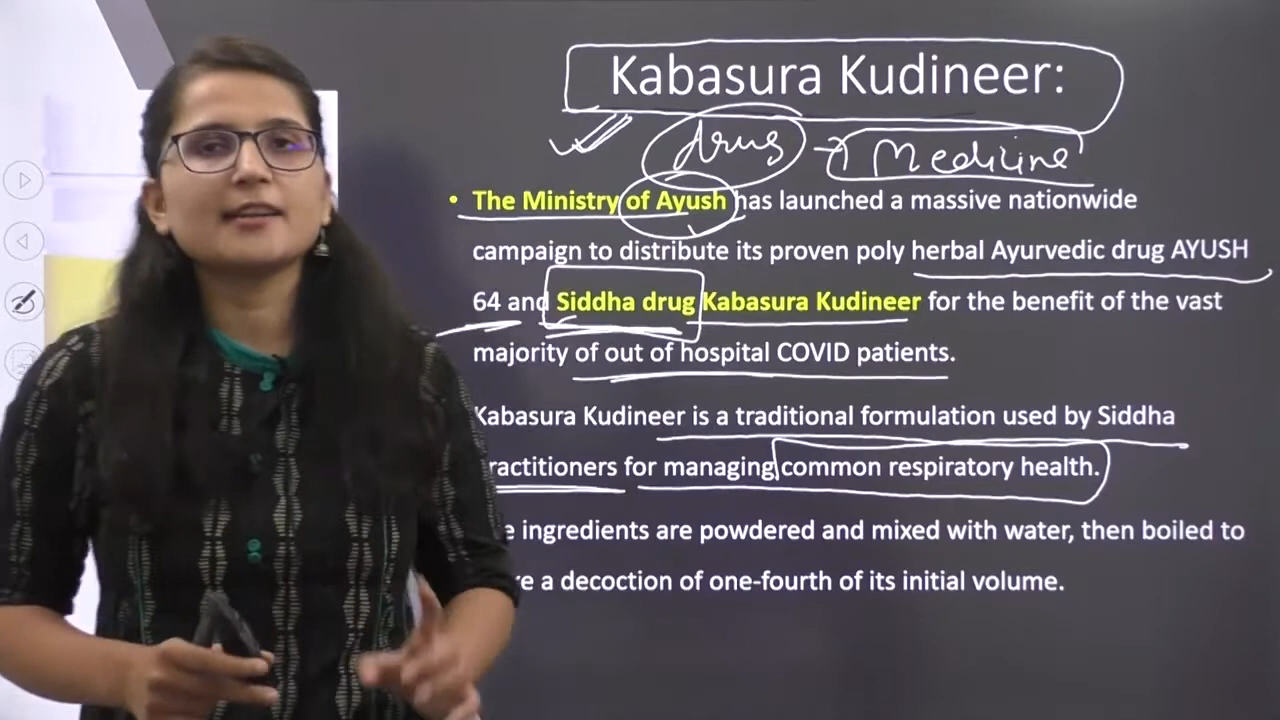 Kabasura Kudineer:
drug → Medicine
• The Ministry of Ayush has launched a massive nationwide
campaign to distribute its proven poly herbal Ayurvedic drug AYUSH
64 and Siddha drug Kabasura Kudineer for the benefit of the vast
majority of out of hospital COVID patients.
Kabasura Kudineer is a traditional formulation used by Siddha
ractitioners for managing common respiratory health.
e ingredients are powdered and mixed with water, then boiled to
re a decoction of one-fourth of its initial volume.